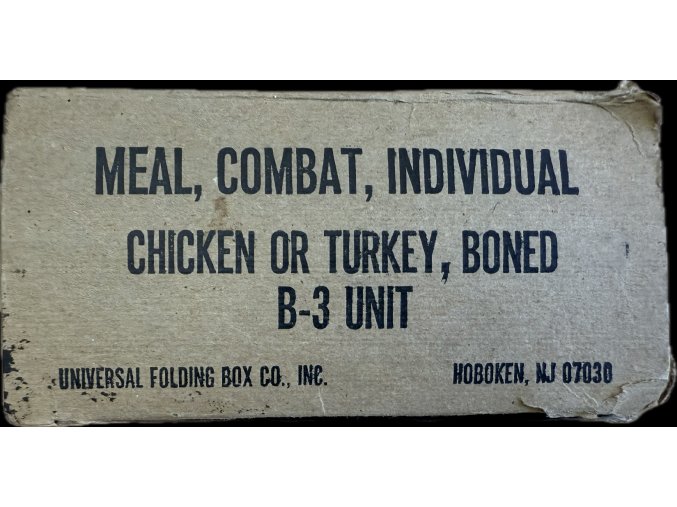 MEAL, COMBAT, INDIVIDUAL
CHICKEN OR TURKEY, BONED
B-3 UNIT
UNIVERSAL FOLDING BOX CO., INC. HOBOKEN, NJ 07030